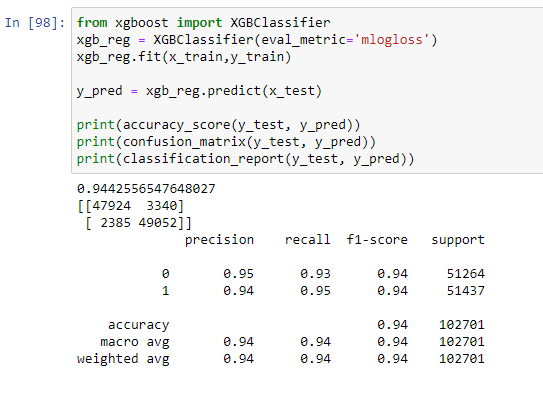 In [98]: from xgboost import XGBClassifier
xgb_reg = XGBClassifier(eval_metric='mlogloss')
xgb_reg.fit(x_train,y_train)
y_pred = xgb_reg.predict(x_test)
print(accuracy_score(y_test, y_pred))
print(confusion_matrix(y_test, y_pred))
print(classification_report(y_test, y_pred))
0.9442556547648027
[[47924  3340]
 [ 2385 49052]]
precision recall f1-score support
0 0.95 0.93 0.94 51264
1 0.94 0.95 0.94 51437
accuracy 0.94 102701
macro avg 0.94 0.94 0.94 102701
weighted avg 0.94 0.94 0.94 102701